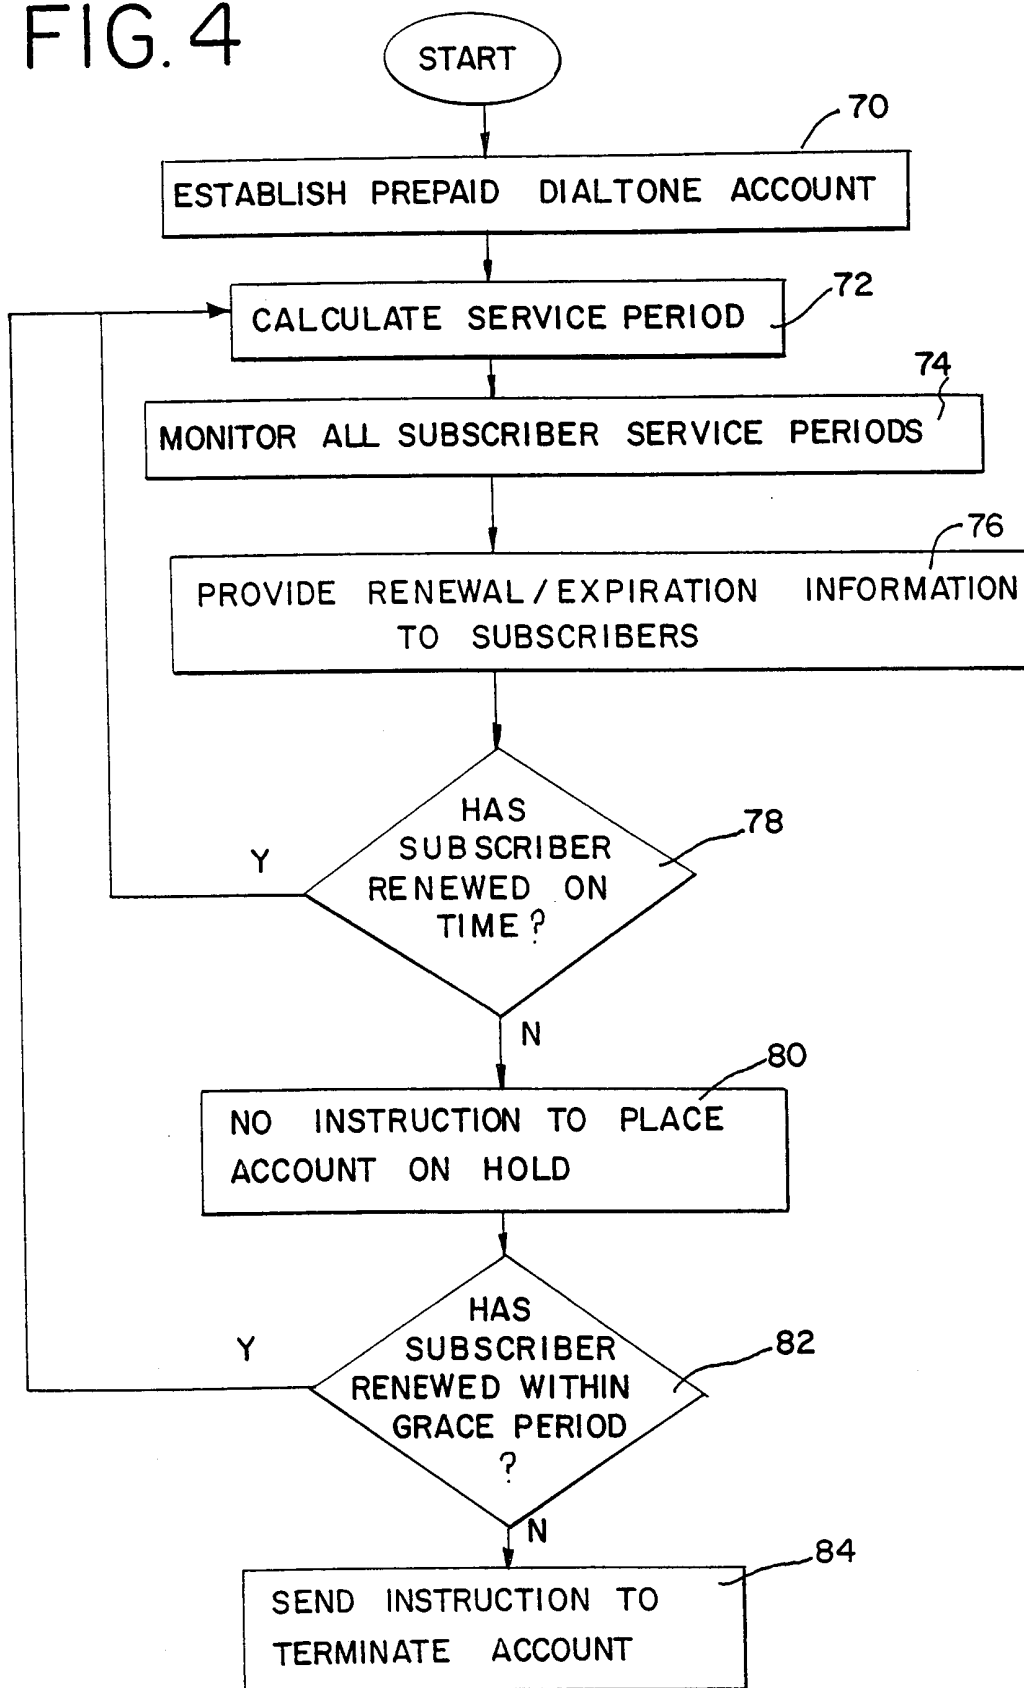 FIG. 4
START
70
ESTABLISH PREPAID DIALTONE ACCOUNT
72
CALCULATE SERVICE PERIOD
74
MONITOR ALL SUBSCRIBER SERVICE PERIODS
76
PROVIDE RENEWAL/EXPIRATION INFORMATION
TO SUBSCRIBERS
78
HAS
SUBSCRIBER
RENEWED ON
TIME?
Y
N
80
NO INSTRUCTION TO PLACE
ACCOUNT ON HOLD
82
HAS
SUBSCRIBER
RENEWED WITHIN
GRACE PERIOD
?
Y
N
84
SEND INSTRUCTION TO
TERMINATE ACCOUNT